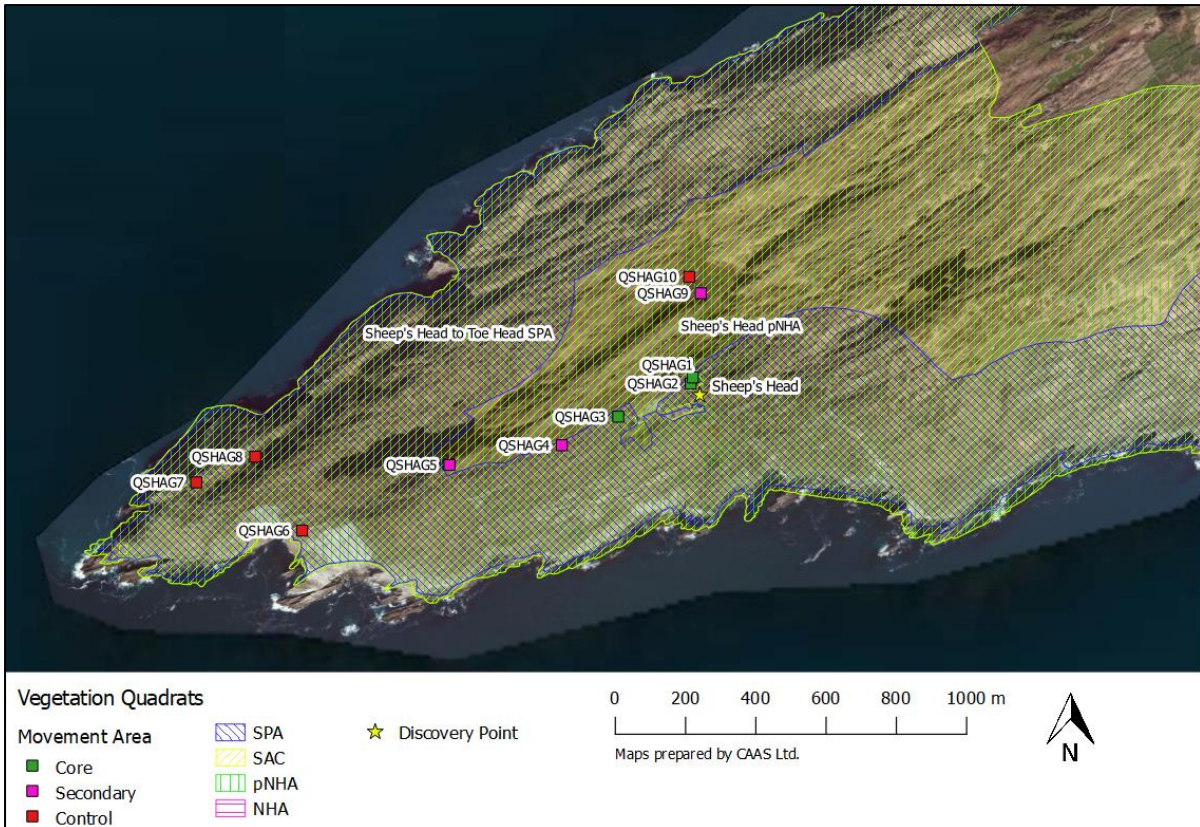 QSHAG10
QSHAG9
Sheep's Head to Toe Head SPA
Sheep's Head pNHA
QSHAG1
QSHAG2
Sheep's Head
QSHAG3
QSHAG4
QSHAG8
QSHAG5
QSHAG7
QSHAG6
Vegetation Quadrats
Movement Area
Core
Secondary
Control
SPA
SAC
pNHA
NHA
Discovery Point
0 200 400 600 800 1000 m
Maps prepared by CAAS Ltd.
N